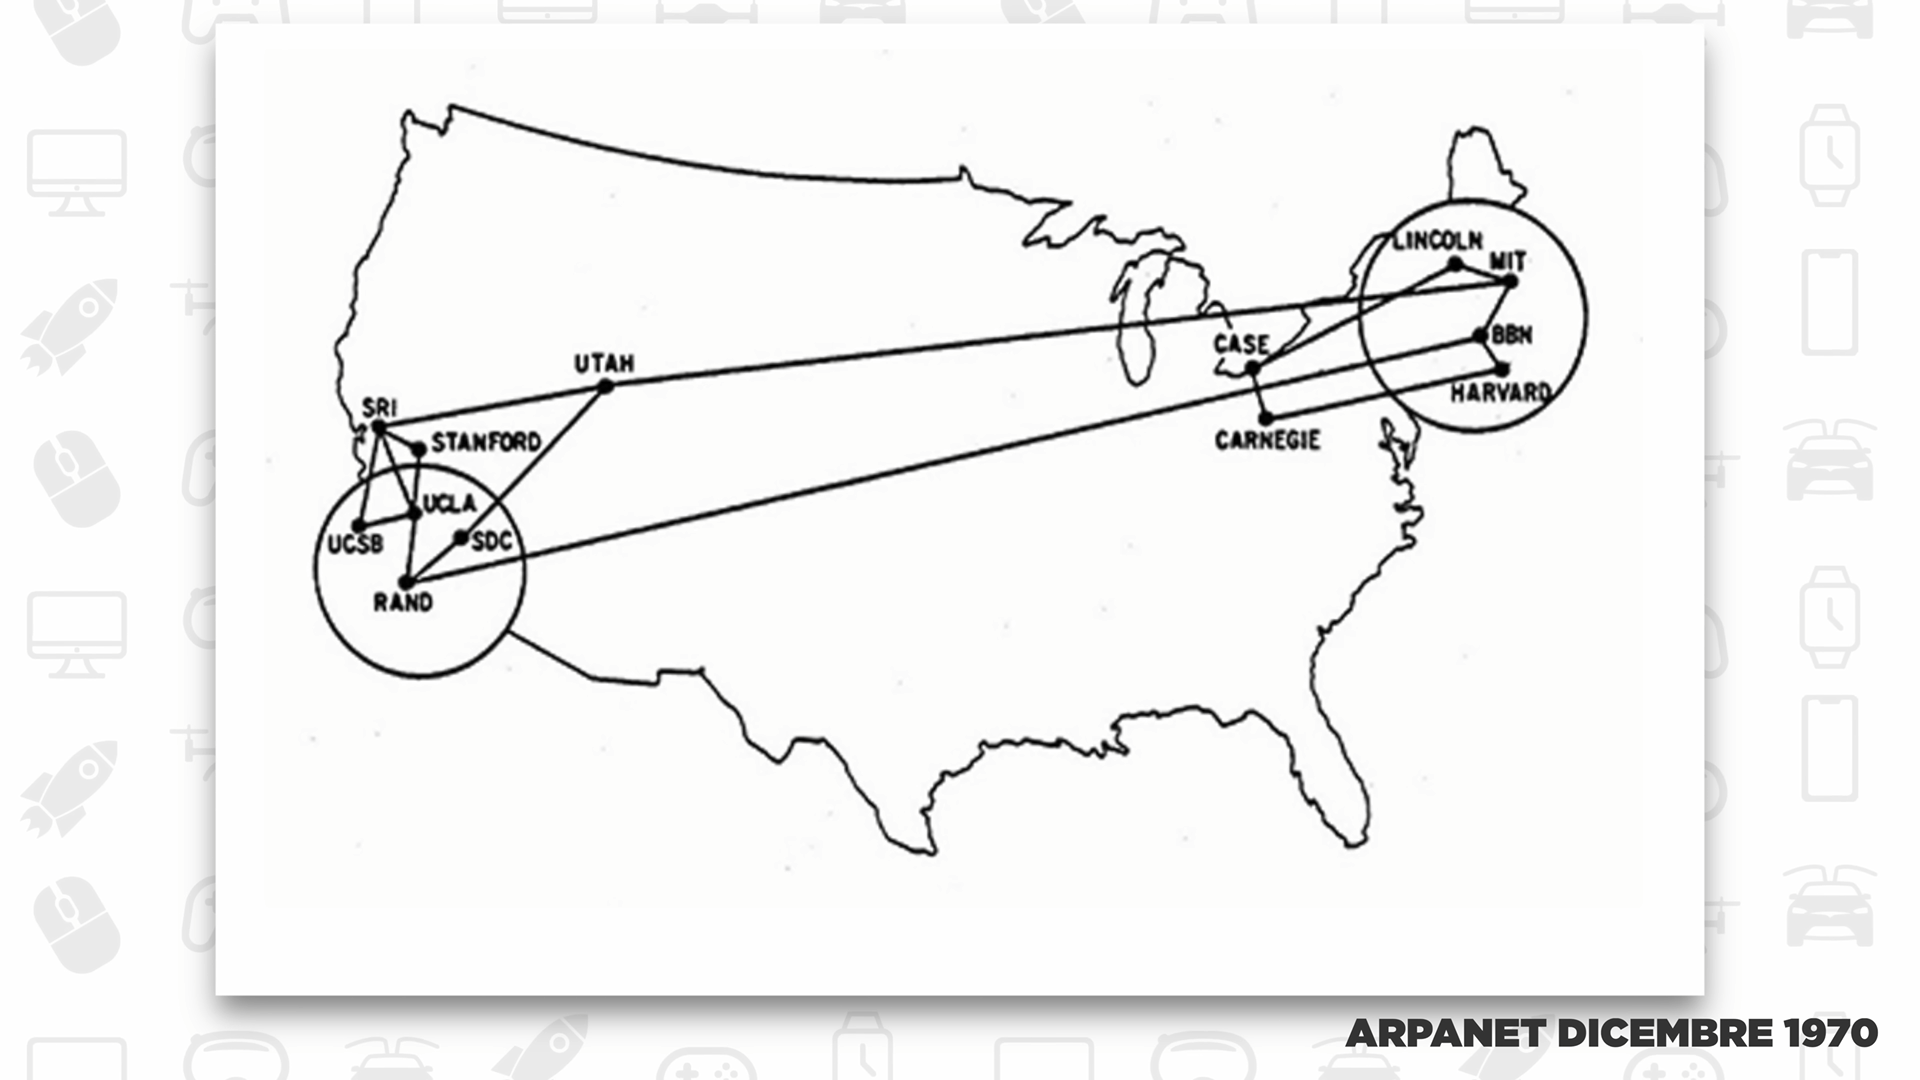 LINCOLN
MIT
CASE
BBN
UTAH
HARVARD
SRI
STANFORD
CARNEGIE
UCLA
UCSB
SDC
RAND
ARPANET DICEMBRE 1970